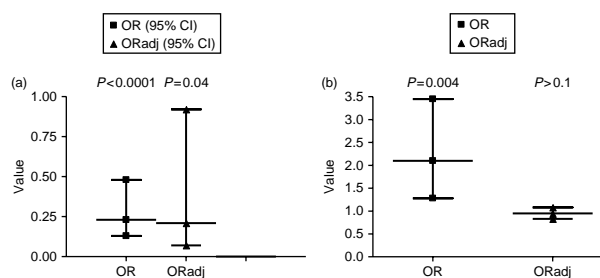 OR (95% CI)
ORadj (95% CI)
(a)
P<0.0001 P=0.04
1.00
0.75
0.50
0.25
0.00
Value
OR ORadj
OR
ORadj
(b)
P=0.004 P>0.1
3.5
3.0
2.5
2.0
1.5
1.0
0.5
0.0
Value
OR ORadj